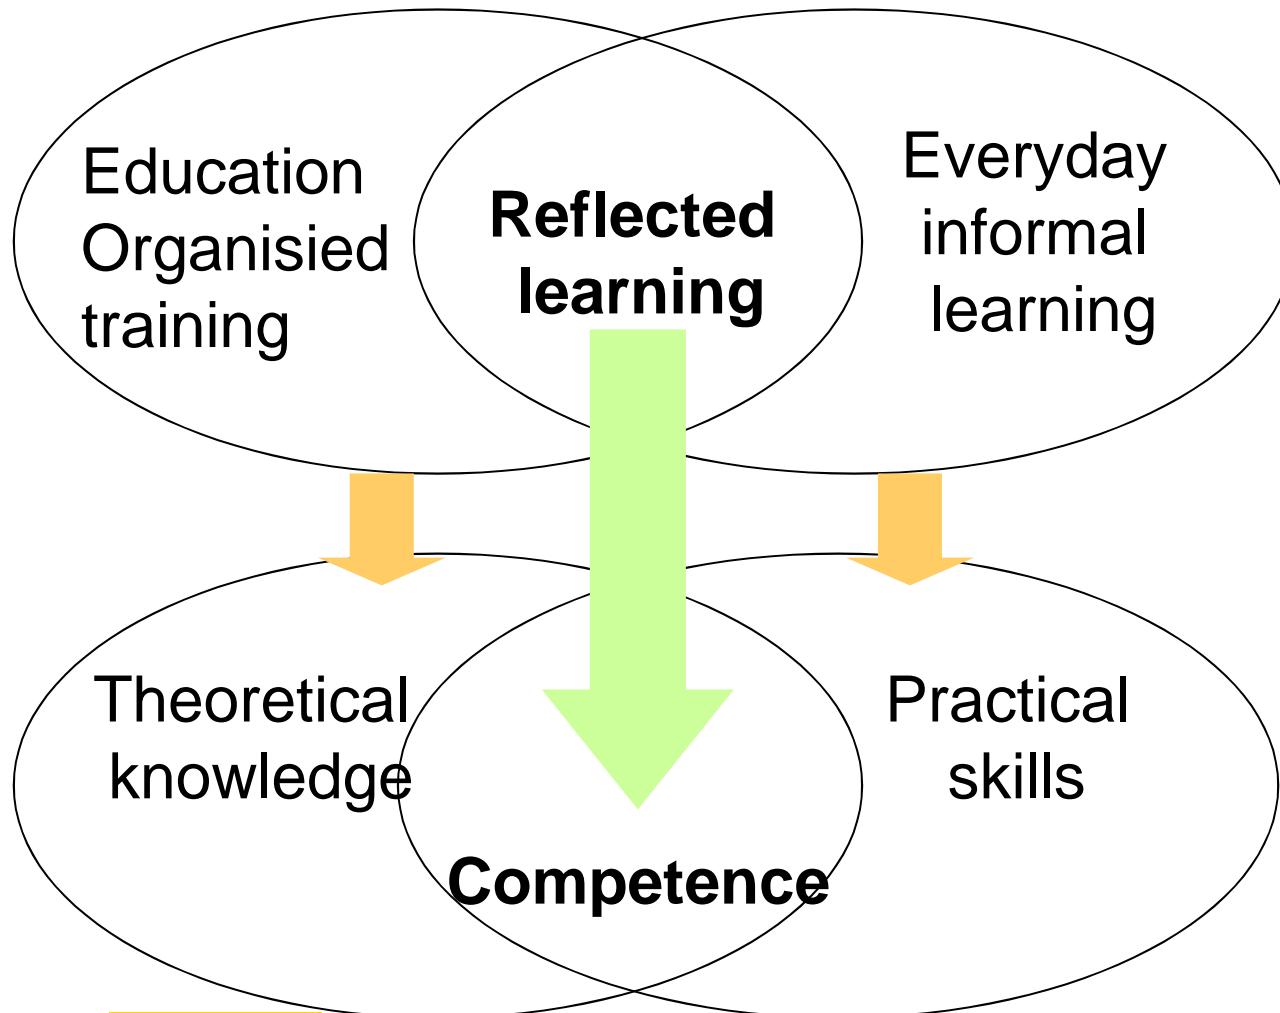 Education
Organisied
training
Reflected
learning
Everyday
informal
learning
Theoretical
knowledge
Practical
skills
Competence